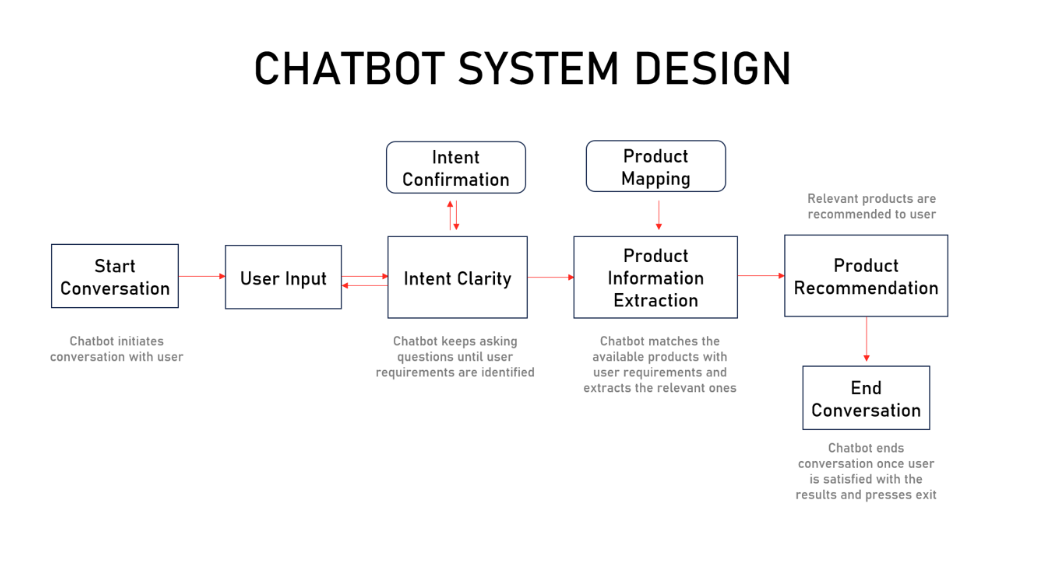 CHATBOT SYSTEM DESIGN
Intent
Confirmation
Product
Mapping
Relevant products are
recommended to user
Start
Conversation
User Input
Intent Clarity
Product
Information
Extraction
Product
Recommendation
Chatbot initiates
conversation with user
Chatbot keeps asking
questions until user
requirements are identified
Chatbot matches the
available products with
user requirements and
extracts the relevant ones
End
Conversation
Chatbot ends
conversation once user
is satisfied with the
results and presses exit